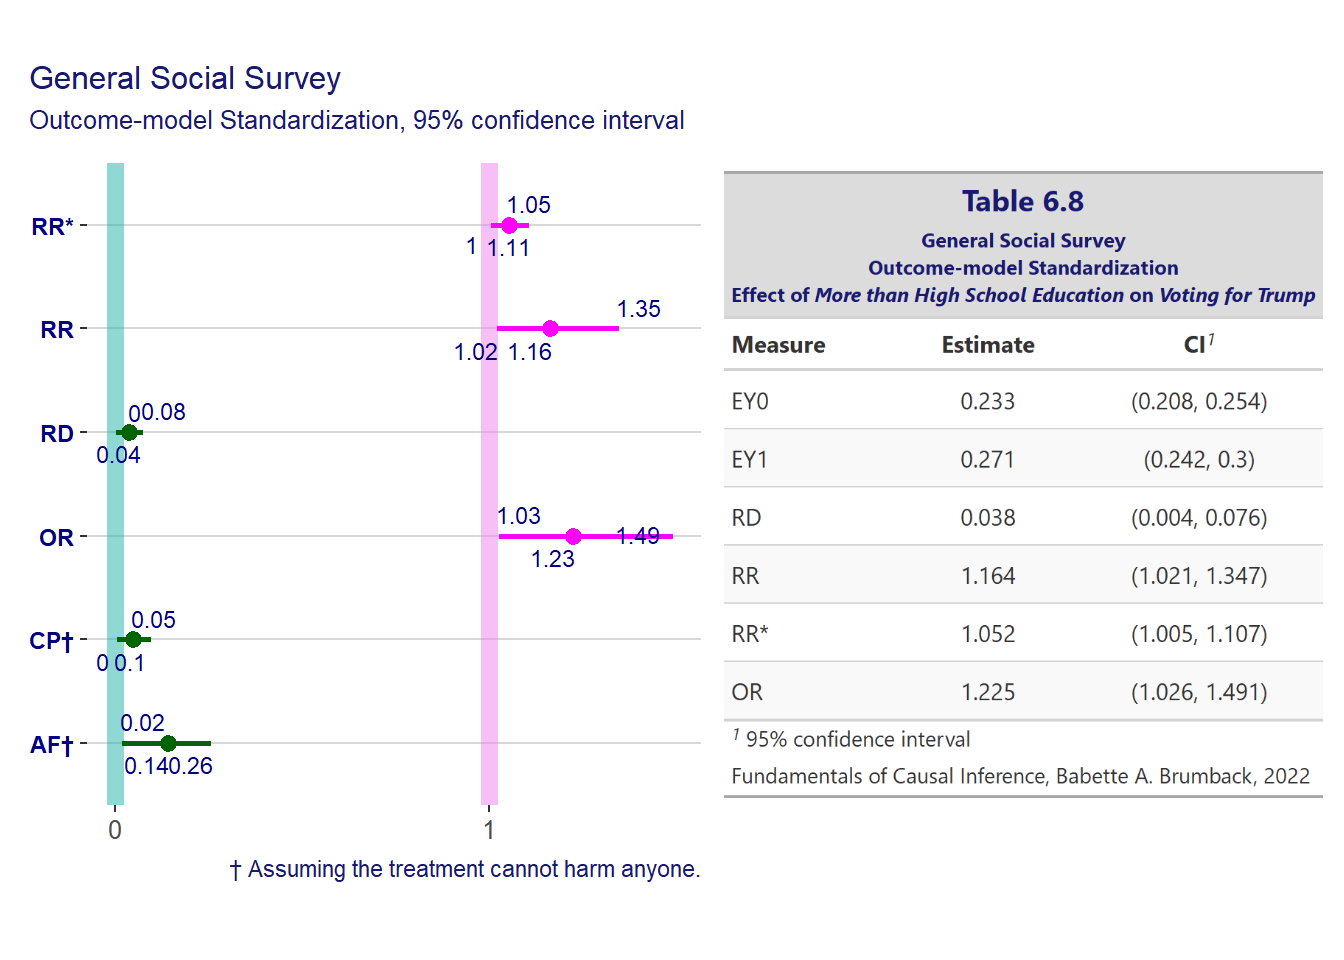 General Social Survey
Outcome-model Standardization, 95% confidence interval
RR*
1.05
1 1.11
RR
1.35
1.02 1.16
RD
0 0.08
0.04
OR
1.03
1.49
1.23
CP†
0.05
0 0.1
AF†
0.02
0.14 0.26
0 1
† Assuming the treatment cannot harm anyone.
Table 6.8
General Social Survey
Outcome-model Standardization
Effect of More than High School Education on Voting for Trump
Measure Estimate CI¹
EY0 0.233 (0.208, 0.254)
EY1 0.271 (0.242, 0.3)
RD 0.038 (0.004, 0.076)
RR 1.164 (1.021, 1.347)
RR* 1.052 (1.005, 1.107)
OR 1.225 (1.026, 1.491)
¹ 95% confidence interval
Fundamentals of Causal Inference, Babette A. Brumback, 2022